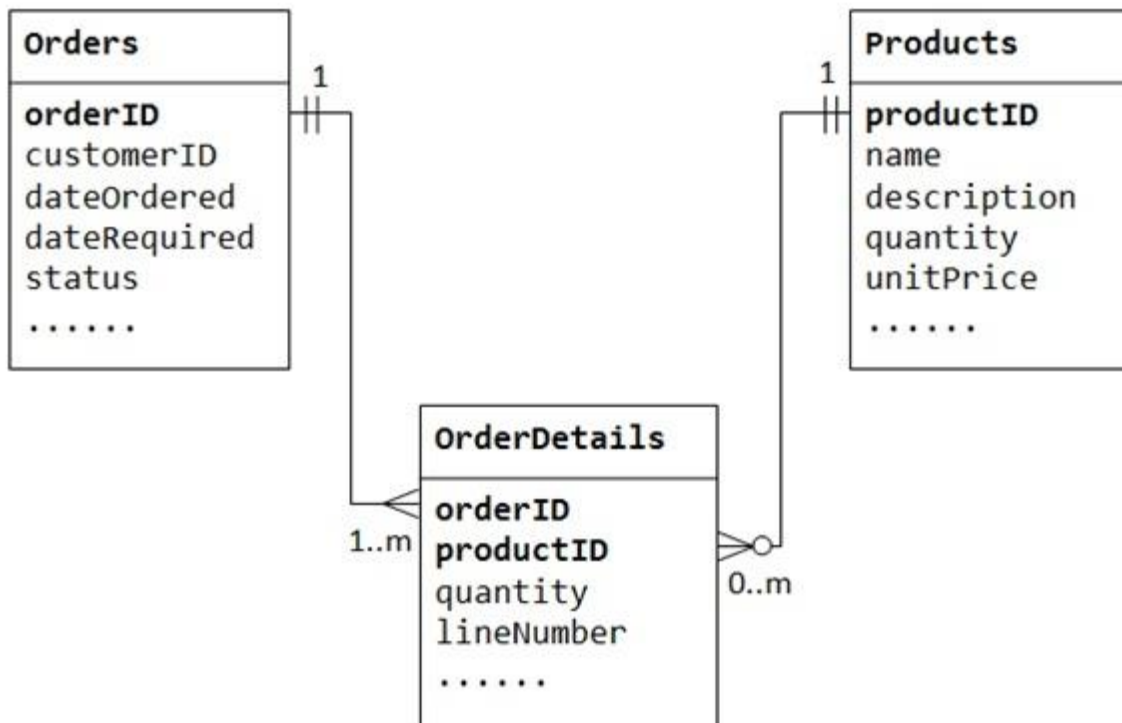 Orders
1
orderID
customerID
dateOrdered
dateRequired
status
......
Products
1
productID
name
description
quantity
unitPrice
......
OrderDetails
orderID
productID
quantity
lineNumber
......
1..m
0..m